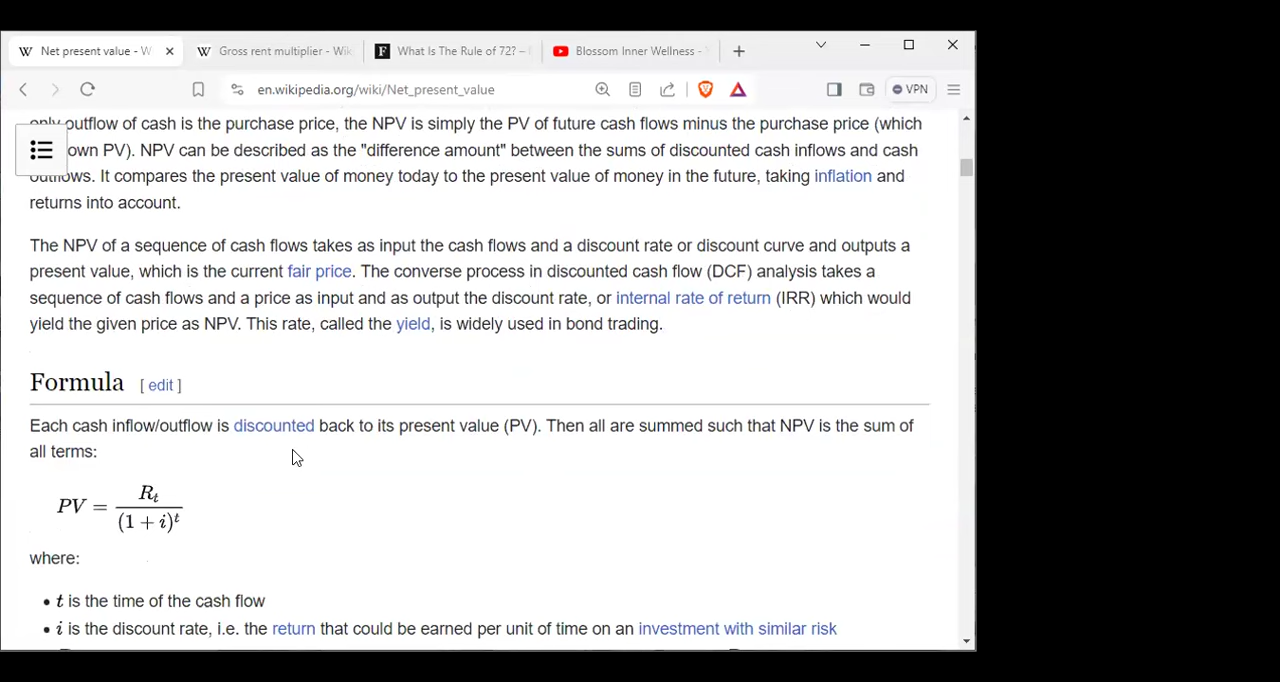 Net present value - W
Gross rent multiplier - Wiki
What Is The Rule of 72? –
Blossom Inner Wellness -
en.wikipedia.org/wiki/Net_present_value
VPN
only outflow of cash is the purchase price, the NPV is simply the PV of future cash flows minus the purchase price (which
own PV). NPV can be described as the "difference amount" between the sums of discounted cash inflows and cash
outflows. It compares the present value of money today to the present value of money in the future, taking inflation and
returns into account.
The NPV of a sequence of cash flows takes as input the cash flows and a discount rate or discount curve and outputs a
present value, which is the current fair price. The converse process in discounted cash flow (DCF) analysis takes a
sequence of cash flows and a price as input and as output the discount rate, or internal rate of return (IRR) which would
yield the given price as NPV. This rate, called the yield, is widely used in bond trading.
Formula [ edit ]
Each cash inflow/outflow is discounted back to its present value (PV). Then all are summed such that NPV is the sum of
all terms:
PV = R_t / (1 + i)^t
where:
• t is the time of the cash flow
• i is the discount rate, i.e. the return that could be earned per unit of time on an investment with similar risk